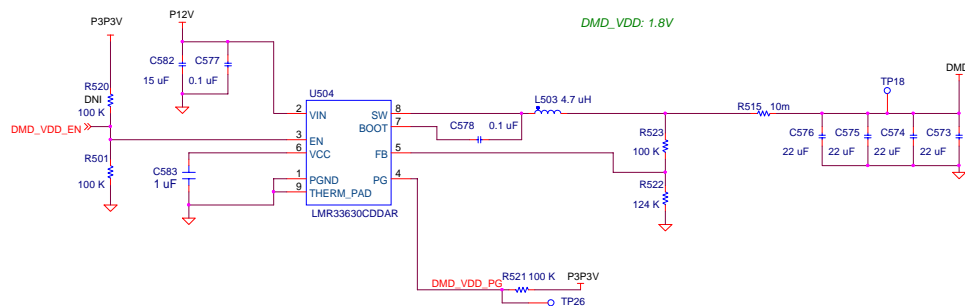 DMD_VDD: 1.8V
P3P3V
P12V
C582
C577
15 uF
0.1 uF
R520
DNI
100 K
DMD_VDD_EN
R501
100 K
C583
1 uF
U504
2
VIN
3
EN
6
VCC
1
PGND
9
THERM_PAD
SW
8
BOOT
7
FB
5
PG
4
LMR33630CDDAR
C578
0.1 uF
L503 4.7 uH
R523
100 K
R522
124 K
R515
10m
TP18
DMD
C576
C575
C574
C573
22 uF
22 uF
22 uF
22 uF
DMD_VDD_PG
R521 100 K
P3P3V
TP26